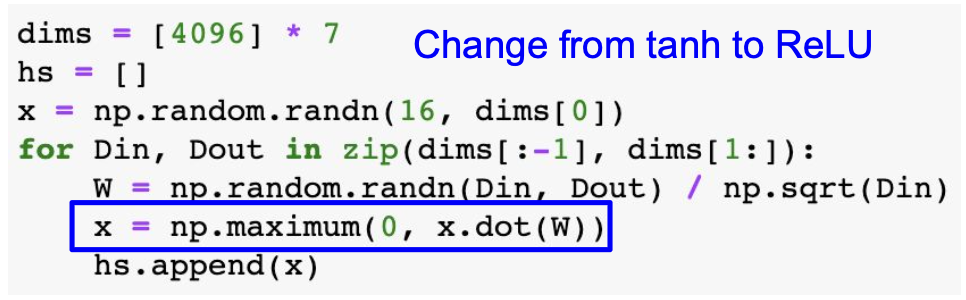 dims = [4096] * 7
Change from tanh to ReLU
hs = []
x = np.random.randn(16, dims[0])
for Din, Dout in zip(dims[:-1], dims[1:]):
    W = np.random.randn(Din, Dout) / np.sqrt(Din)
    x = np.maximum(0, x.dot(W))
    hs.append(x)